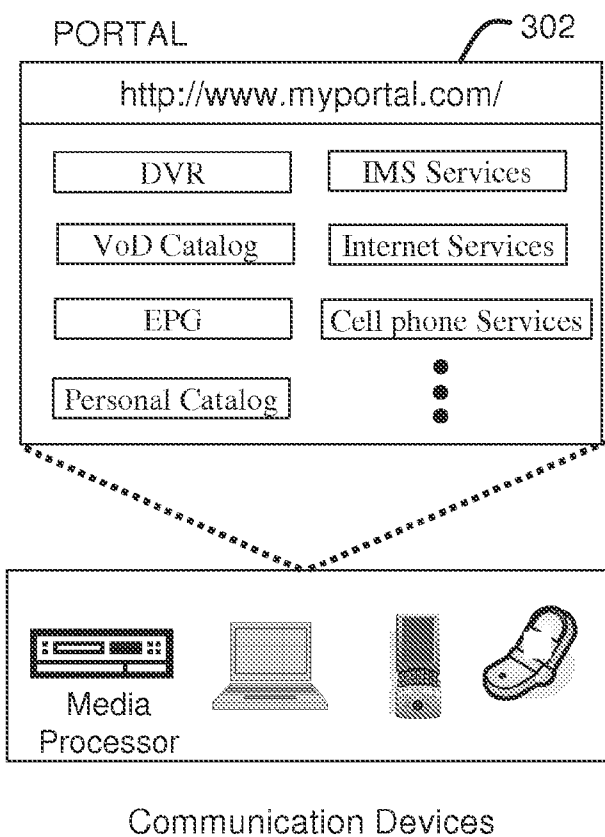 PORTAL
302
http://www.myportal.com/
DVR
IMS Services
VoD Catalog
Internet Services
EPG
Cell phone Services
Personal Catalog
Media
Processor
Communication Devices